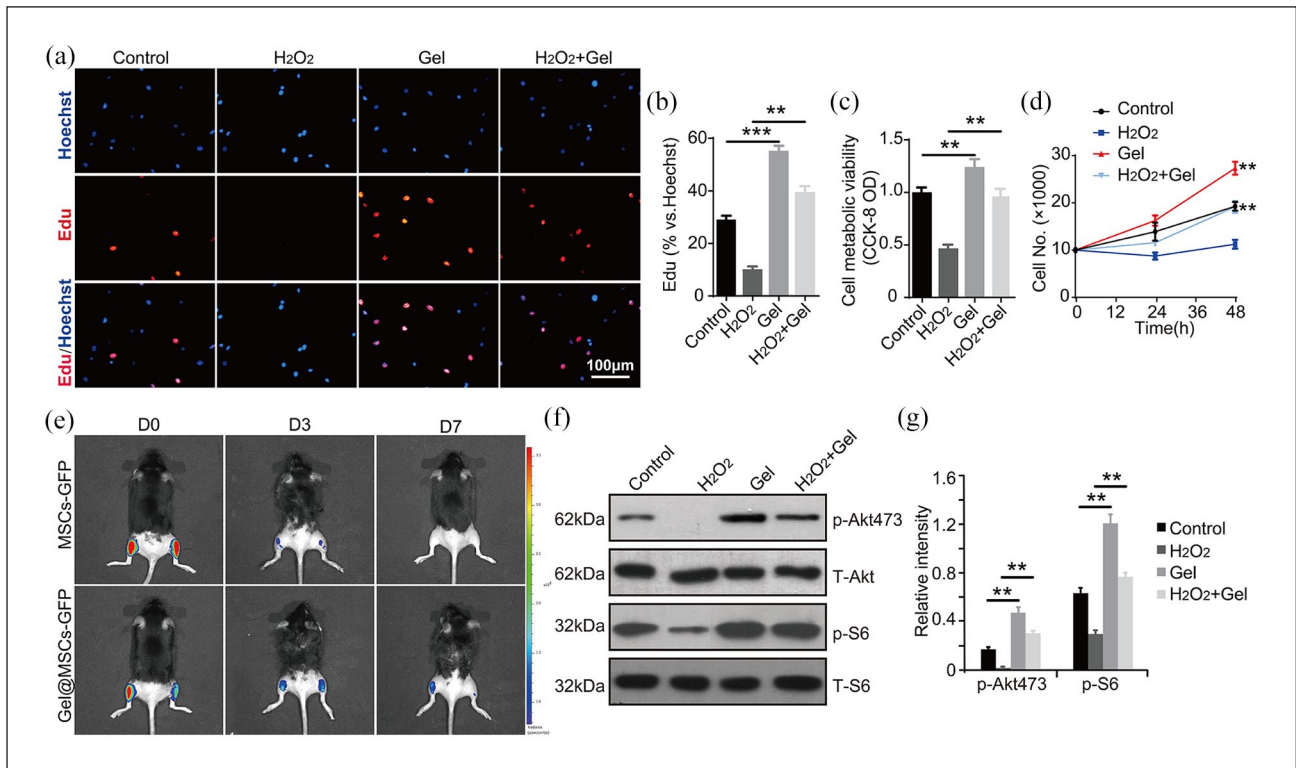 (a)
Control H2O2 Gel H2O2+Gel
Hoechst
Edu
Edu/Hoechst
100μm
(b)
Edu (% vs.Hoechst)
60
40
20
0
** 
***
Control H2O2 Gel H2O2+Gel
(c)
Cell metabolic viability
(CCK-8 OD)
1.5
1.0
0.5
0.0
**
**
Control H2O2 Gel H2O2+Gel
(d)
Control
H2O2
Gel
H2O2+Gel
Cell No. (×1000)
30
20
10
0
**
**
0 12 24 36 48
Time(h)
(e)
D0 D3 D7
MSCs-GFP
Gel@MSCs-GFP
(f)
Control H2O2 Gel H2O2+Gel
62kDa p-Akt473
62kDa T-Akt
32kDa p-S6
32kDa T-S6
(g)
Relative intensity
1.6
1.2
0.8
0.4
0
**
**
**
**
p-Akt473 p-S6
Control
H2O2
Gel
H2O2+Gel